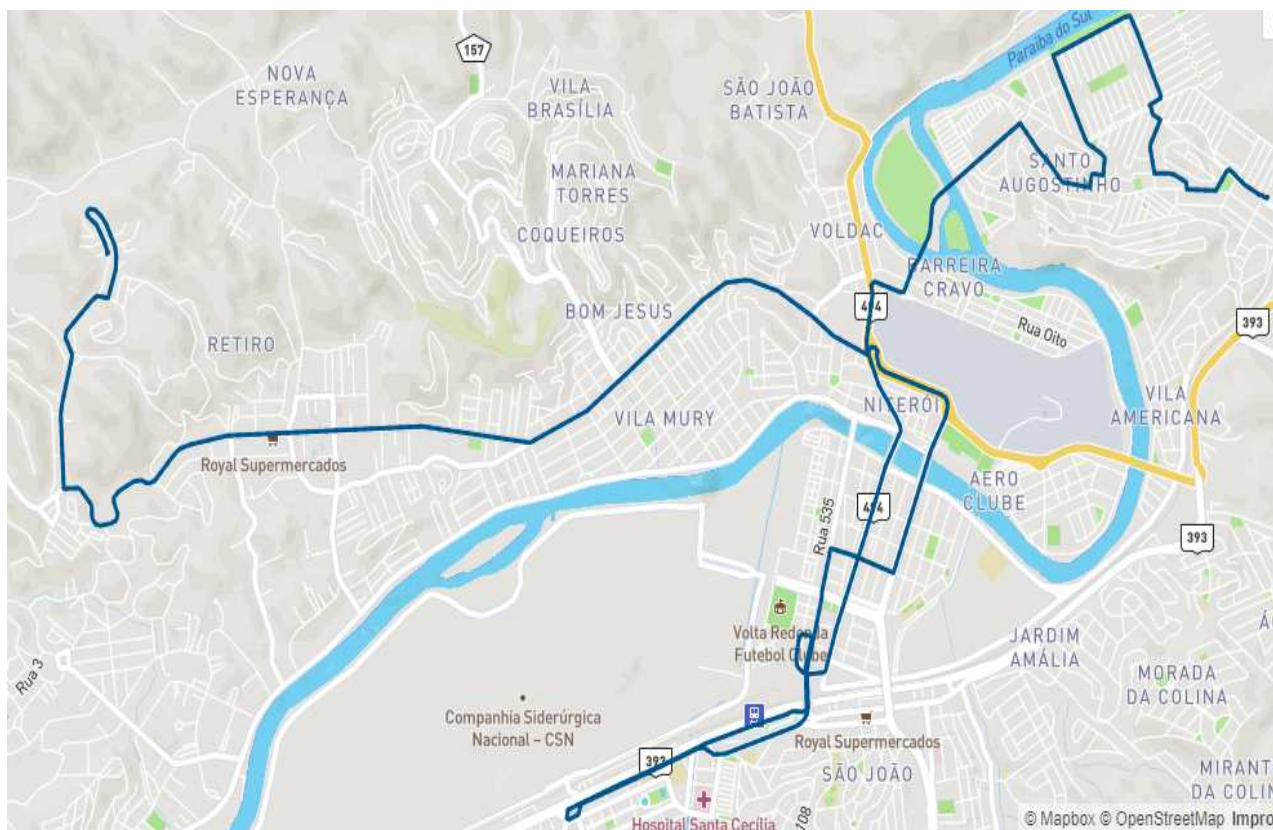 157
NOVA
ESPERANÇA
VILA
BRASÍLIA
SÃO JOÃO
BATISTA
Paraíba do Sul
MARIANA
TORRES
SANTO
AUGOSTINHO
COQUEIROS
VOLDAC
BARREIRA
CRAVO
BOM JESUS
494
Rua Oito
393
RETIRO
VILA MURY
NITERÓI
VILA
AMERICANA
Royal Supermercados
AERO
CLUBE
494
Rua 535
393
Volta Redonda
Futebol Clube
JARDIM
AMÁLIA
Rua 3
MORADA
DA COLINA
Companhia Siderúrgica
Nacional – CSN
Royal Supermercados
393
SÃO JOÃO
108
Hospital Santa Cecília
© Mapbox © OpenStreetMap Impro